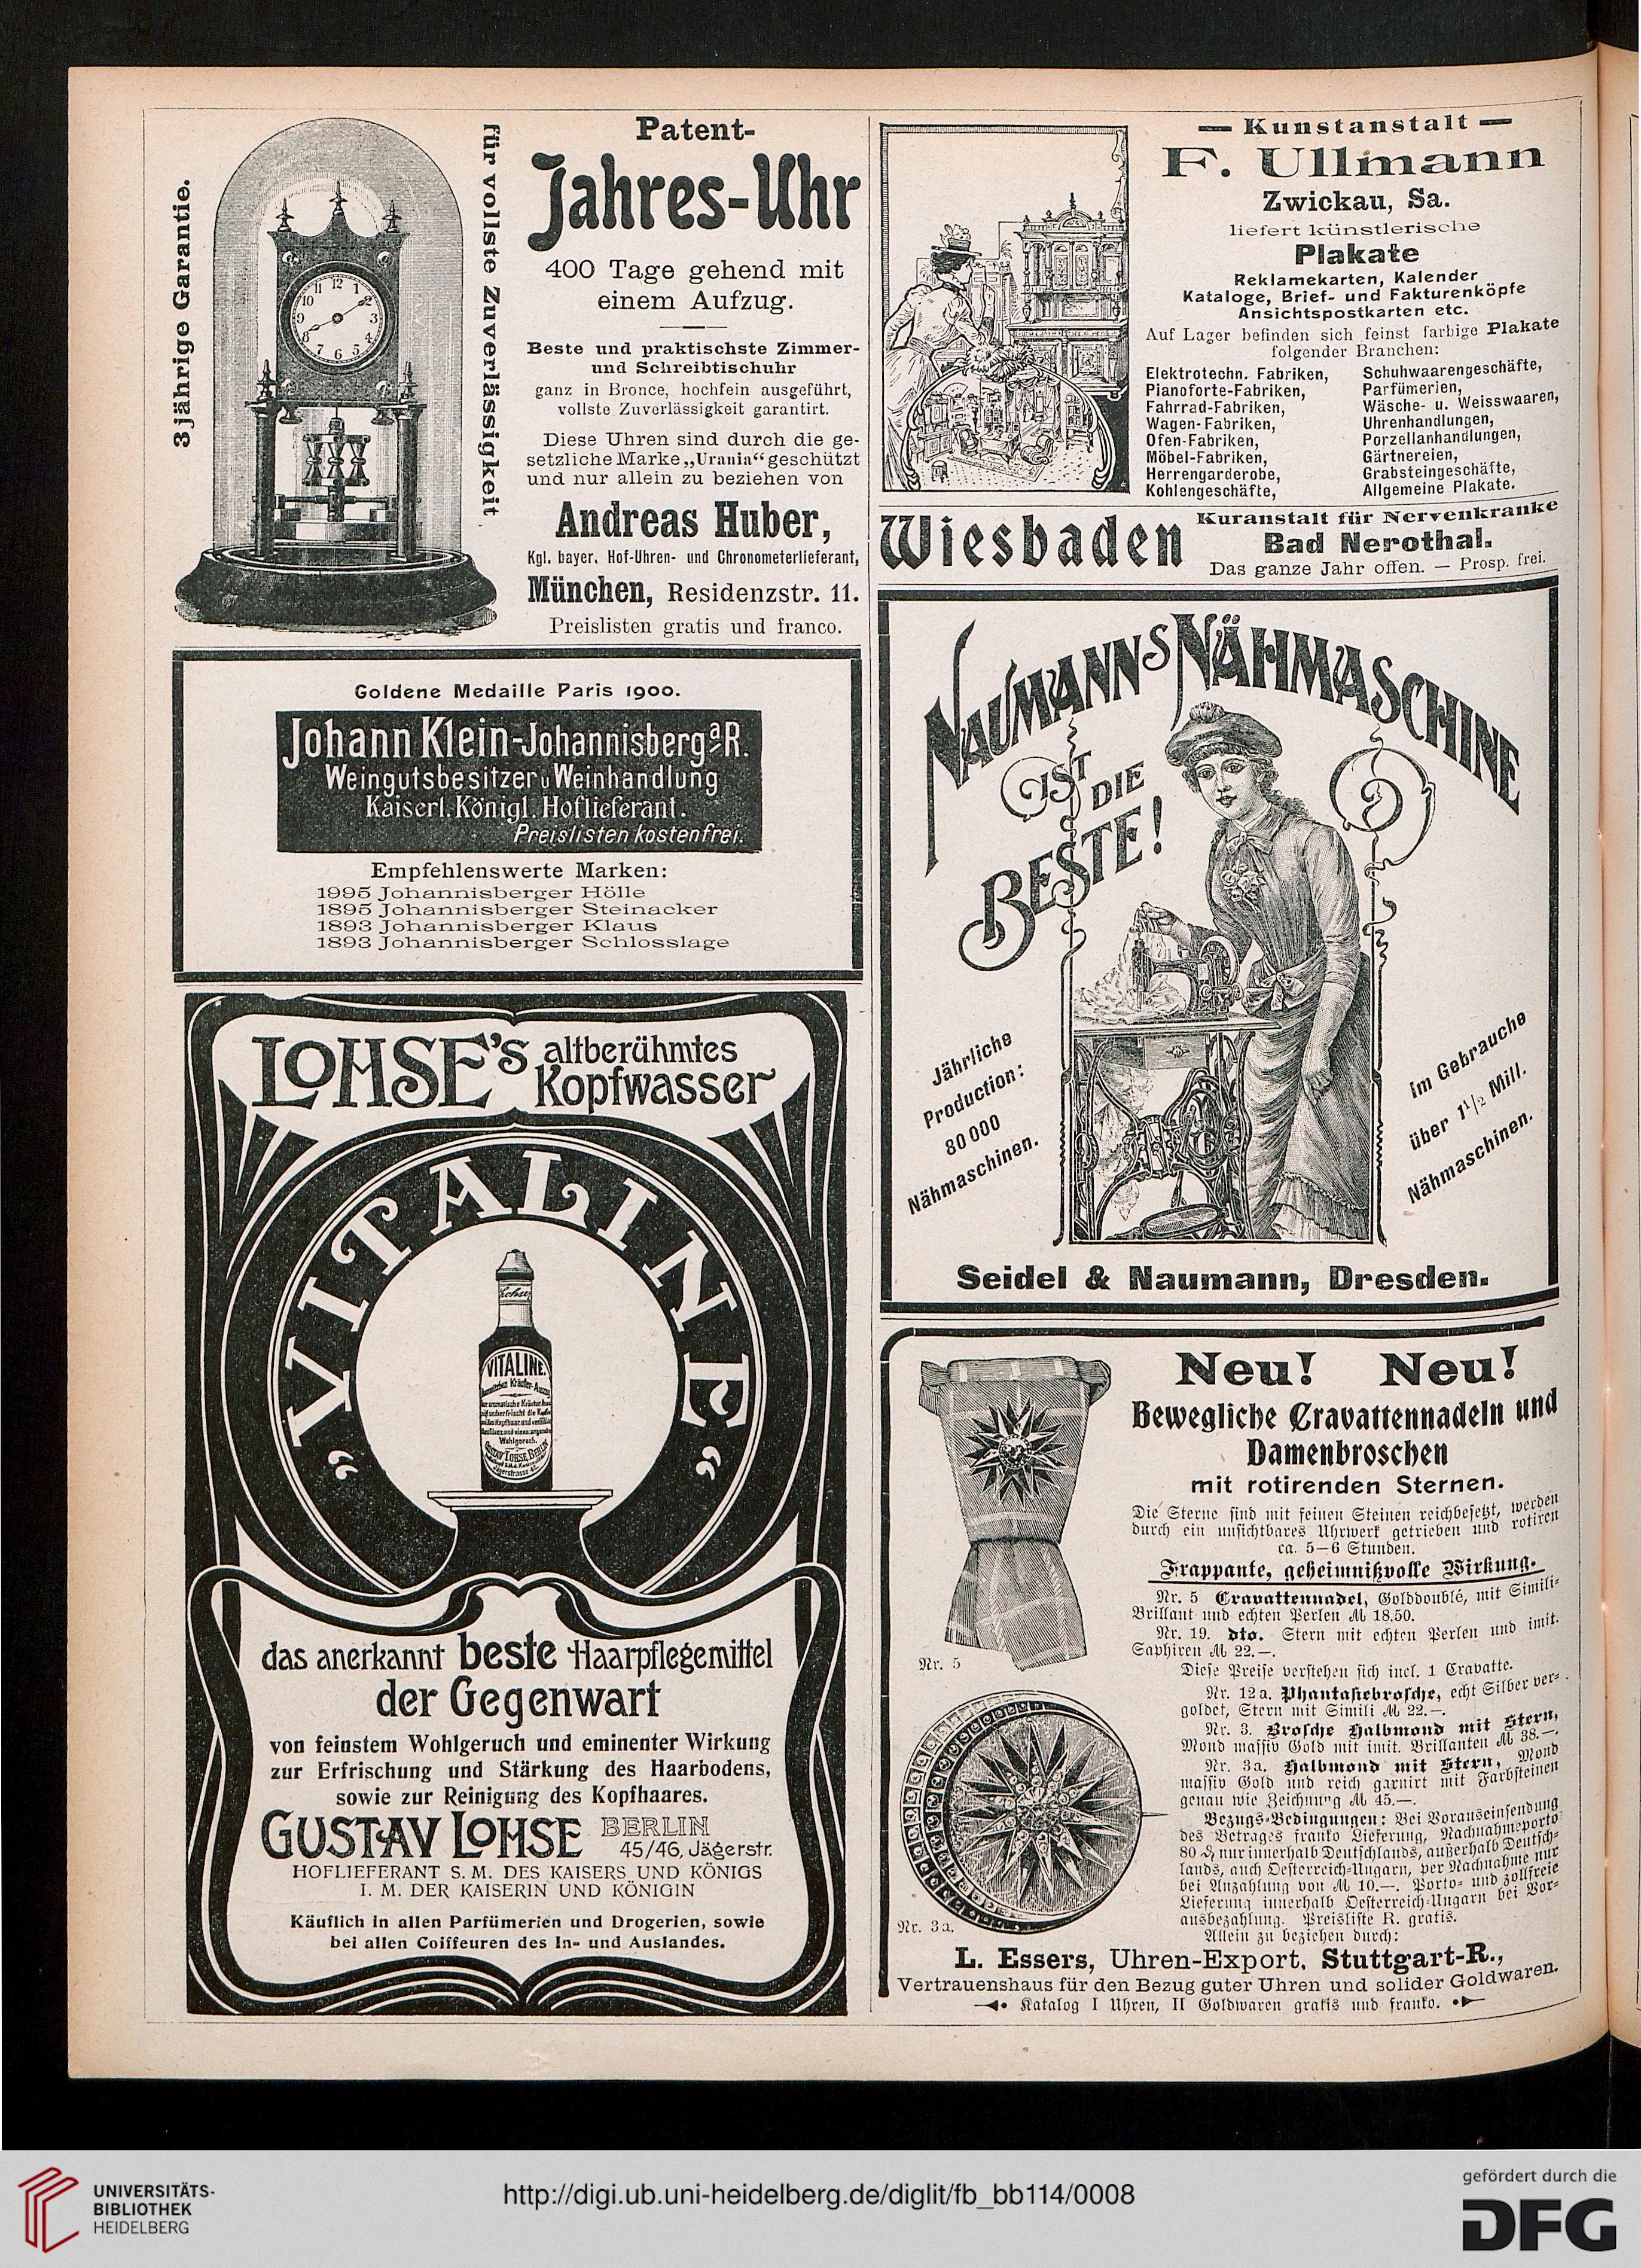 3jährige Garantie.
für vollste Zuverlässigkeit
Patent-
Jahres-Uhr
400 Tage gehend mit
einem Aufzug.
Beste und praktischste Zimmer-
und Schreibtischuhr
ganz in Bronce, hochfein ausgeführt,
vollste Zuverlässigkeit garantirt.
Diese Uhren sind durch die ge-
setzliche Marke „Urania“ geschützt
und nur allein zu beziehen von
Andreas Huber,
Kgl. bayer. Hof-Uhren- und Chronometerlieferant,
München, Residenzstr. 11.
Preislisten gratis und franco.
Goldene Medaille Paris 1900.
Johann Klein-Johannisberg a. R.
Weingutsbesitzer u Weinhandlung
Kaiserl. Königl. Hoflieferant.
Preislisten kostenfrei.
Empfehlenswerte Marken:
1995 Johannisberger Hölle
1895 Johannisberger Steinacker
1893 Johannisberger Klaus
1893 Johannisberger Schlosslage
LOHSE'S altberühmtes
Kopfwasser
"VITALINE"
Lohse
VITALINE
GUSTAV LOHSE BERLIN
das anerkannt beste Haarpflegemittel
der Gegenwart
von feinstem Wohlgeruch und eminenter Wirkung
zur Erfrischung und Stärkung des Haarbodens,
sowie zur Reinigung des Kopfhaares.
GUSTAV LOHSE BERLIN
45/46, Jägerstr.
HOFLIEFERANT S. M. DES KAISERS UND KÖNIGS
I. M. DER KAISERIN UND KÖNIGIN
Käuflich in allen Parfümerien und Drogerien, sowie
bei allen Coiffeuren des In- und Auslandes.
Kunstanstalt
F. Ullmann
Zwickau, Sa.
liefert künstlerische
Plakate
Reklamekarten, Kalender
Kataloge, Brief- und Fakturenköpfe
Ansichtspostkarten etc.
Auf Lager befinden sich feinst farbige Plakate
folgender Branchen:
Elektrotechn. Fabriken,
Pianoforte-Fabriken,
Fahrrad-Fabriken,
Wagen-Fabriken,
Ofen-Fabriken,
Möbel-Fabriken,
Herrengarderobe,
Kohlengeschäfte,
Schuhwaarengeschäfte,
Parfümerien,
Wäsche- u. Weisswaaren,
Uhrenhandlungen,
Porzellanhandlungen,
Gärtnereien,
Grabsteingeschäfte,
Allgemeine Plakate.
Wiesbaden
Kuranstalt für Nervenkranke
Bad Nerothal.
Das ganze Jahr offen. — Prosp. frei.
NAUMANN'S NÄHMASCHINE
IST DIE
BESTE!
Jährliche
Production:
80 000
Nähmaschinen.
im Gebrauche
über 1 1/2 Mill.
Nähmaschinen.
Seidel & Naumann, Dresden.
Neu! Neu!
Bewegliche Cravattennadeln und
Damenbroschen
mit rotirenden Sternen.
Die Sterne sind mit feinen Steinen reichbesetzt, werden
durch ein unsichtbares Uhrwerk getrieben und rotiren
ca. 5—6 Stunden.
Frappante, geheimnißvolle Wirkung.
Nr. 5 Cravattennadel, Golddoublé, mit Simili-
Brillant und echten Perlen M 18.50.
Nr. 19. dto. Stern mit echten Perlen und imit.
Saphiren M 22.—.
Diese Preise verstehen sich incl. 1 Cravatte.
Nr. 12a. Phantasiebrosche, echt Silber ver-
goldet, Stern mit Simili M 22.—.
Nr. 3. Brosche Halbmond mit Stern,
Mond massiv Gold mit imit. Brillanten M 38.—.
Nr. 3a. Halbmond mit Stern, Mond
massiv Gold und reich garnirt mit Farbsteinen
genau wie Zeichnung M 45.—.
Bezugs-Bedingungen: Bei Vorauseinsendung
des Betrages franko Lieferung, Nachnahmeporto
80 ₰ nur innerhalb Deutschlands, außerhalb Deutsch-
lands, auch Oesterreich-Ungarn, per Nachnahme nur
bei Anzahlung von M 10.—. Porto- und zollfreie
Lieferung innerhalb Oesterreich-Ungarn bei Vor-
ausbezahlung. Preisliste R. gratis.
Allein zu beziehen durch:
Nr. 5
Nr. 3a.
L. Essers, Uhren-Export, Stuttgart-R.,
Vertrauenshaus für den Bezug guter Uhren und solider Goldwaren.
Katalog I Uhren, II Goldwaren gratis und franko.
UNIVERSITÄTS-
BIBLIOTHEK
HEIDELBERG
http://digi.ub.uni-heidelberg.de/diglit/fb_bb114/0008
gefördert durch die
DFG